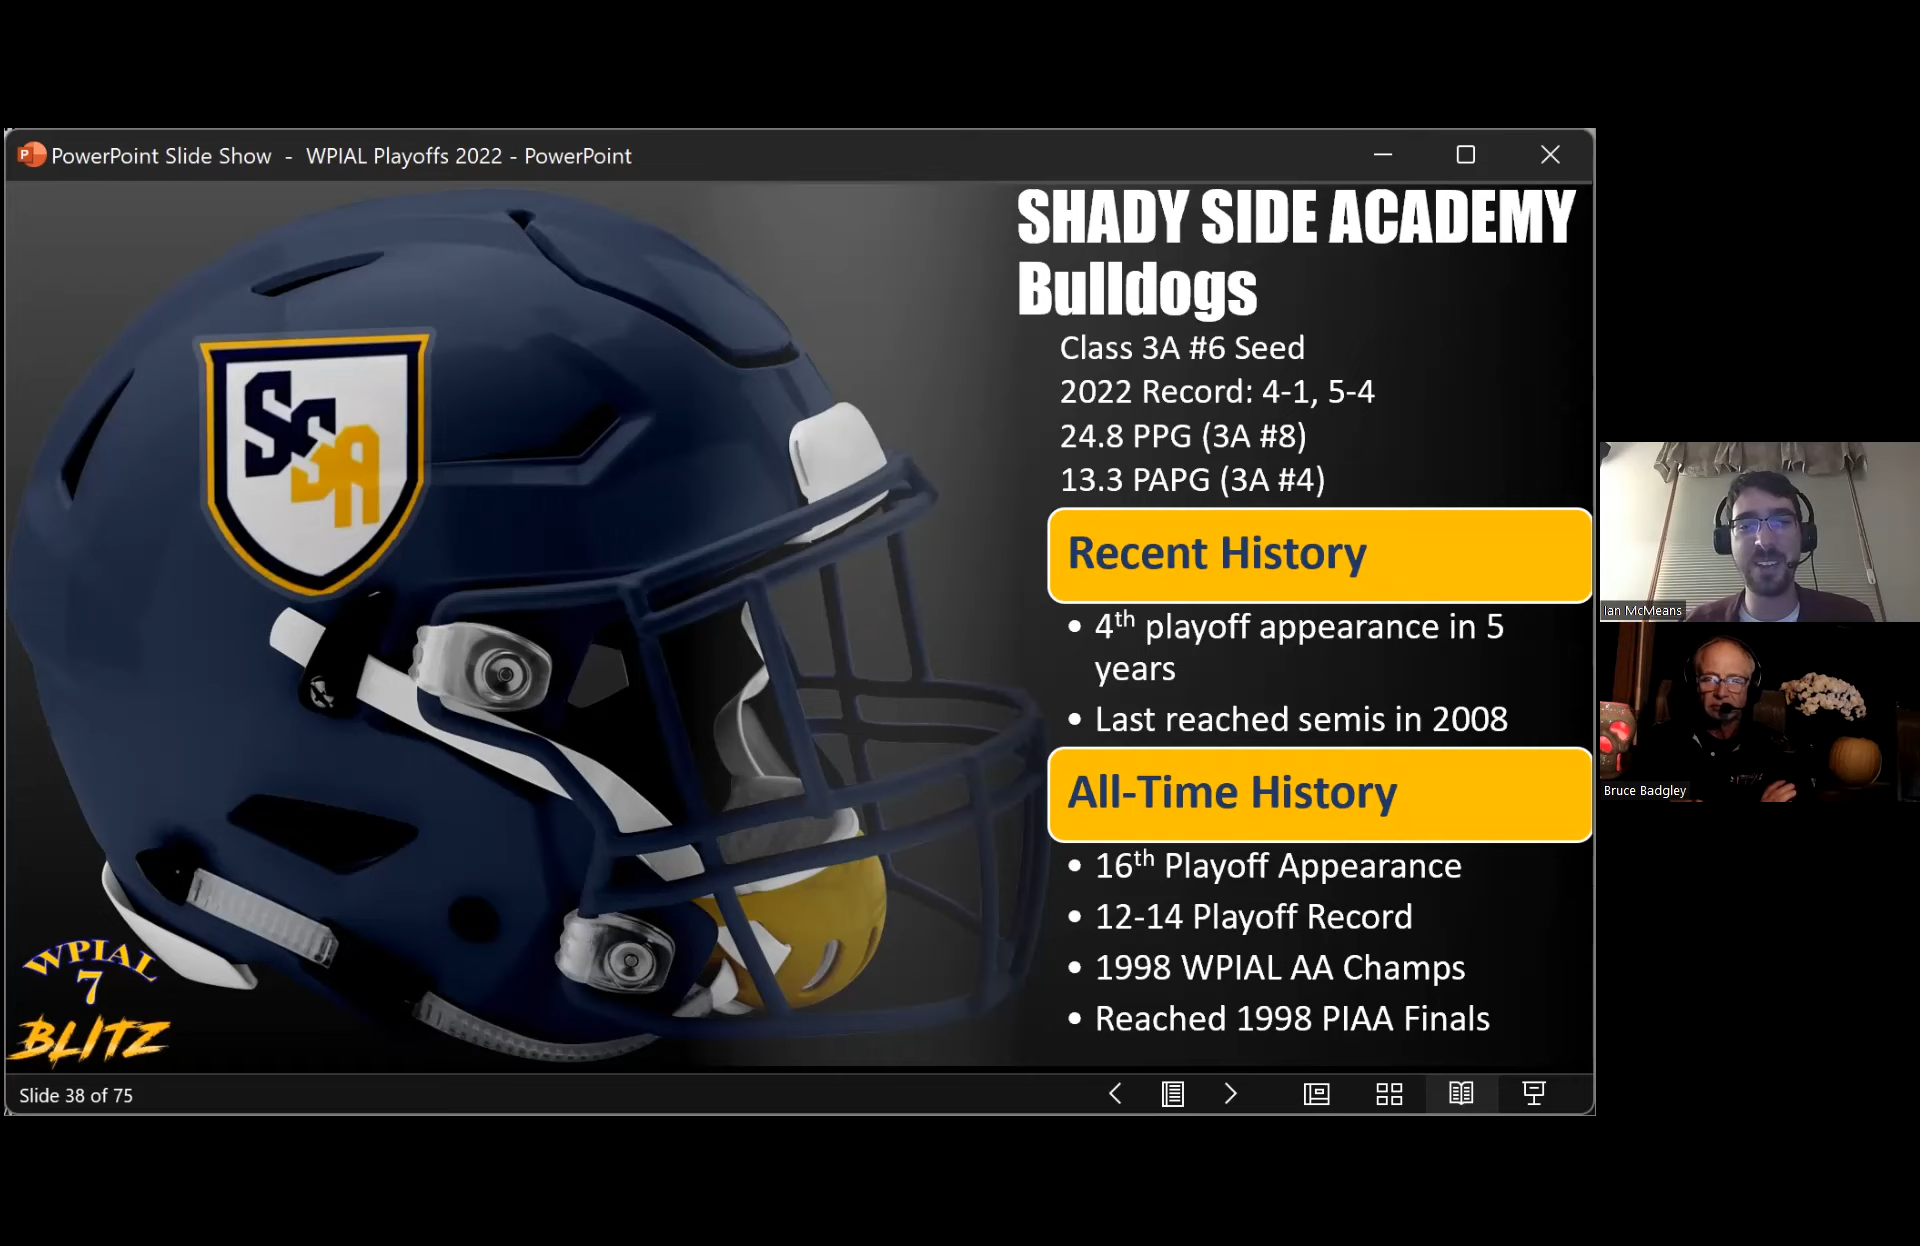 PowerPoint Slide Show - WPIAL Playoffs 2022 - PowerPoint
SHADY SIDE ACADEMY
Bulldogs
Class 3A #6 Seed
2022 Record: 4-1, 5-4
24.8 PPG (3A #8)
13.3 PAPG (3A #4)
Recent History
• 4th playoff appearance in 5
years
• Last reached semis in 2008
All-Time History
• 16th Playoff Appearance
• 12-14 Playoff Record
• 1998 WPIAL AA Champs
• Reached 1998 PIAA Finals
SSA
WPIAL
7
BLITZ
Slide 38 of 75
Ian McMeans
Bruce Badgley